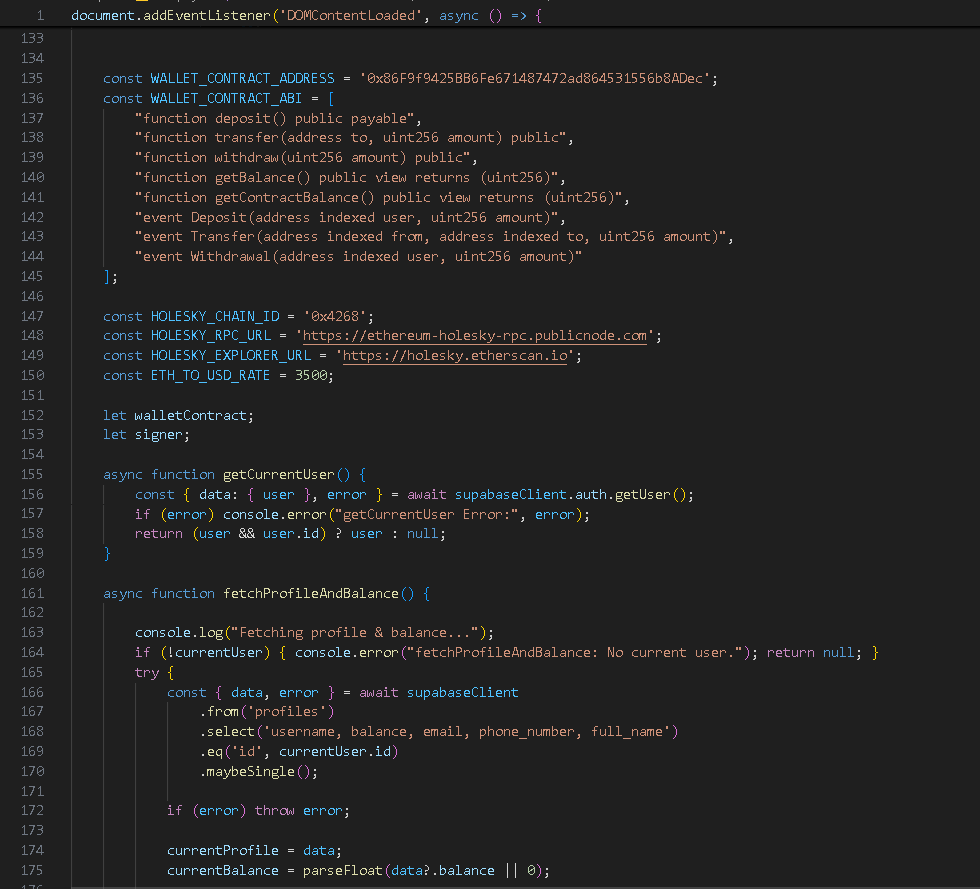 1 document.addEventListener('DOMContentLoaded', async () => {
133
134
135 const WALLET_CONTRACT_ADDRESS = '0x86F9f9425BB6Fe671487472ad864531556b8ADec';
136 const WALLET_CONTRACT_ABI = [
137 "function deposit() public payable",
138 "function transfer(address to, uint256 amount) public",
139 "function withdraw(uint256 amount) public",
140 "function getBalance() public view returns (uint256)",
141 "function getContractBalance() public view returns (uint256)",
142 "event Deposit(address indexed user, uint256 amount)",
143 "event Transfer(address indexed from, address indexed to, uint256 amount)",
144 "event Withdrawal(address indexed user, uint256 amount)"
145 ];
146
147 const HOLESKY_CHAIN_ID = '0x4268';
148 const HOLESKY_RPC_URL = 'https://ethereum-holesky-rpc.publicnode.com';
149 const HOLESKY_EXPLORER_URL = 'https://holesky.etherscan.io';
150 const ETH_TO_USD_RATE = 3500;
151
152 let walletContract;
153 let signer;
154
155 async function getCurrentUser() {
156 const { data: { user }, error } = await supabaseClient.auth.getUser();
157 if (error) console.error("getCurrentUser Error:", error);
158 return (user && user.id) ? user : null;
159 }
160
161 async function fetchProfileAndBalance() {
162
163 console.log("Fetching profile & balance...");
164 if (!currentUser) { console.error("fetchProfileAndBalance: No current user."); return null; }
165 try {
166 const { data, error } = await supabaseClient
167 .from('profiles')
168 .select('username, balance, email, phone_number, full_name')
169 .eq('id', currentUser.id)
170 .maybeSingle();
171
172 if (error) throw error;
173
174 currentProfile = data;
175 currentBalance = parseFloat(data?.balance || 0);